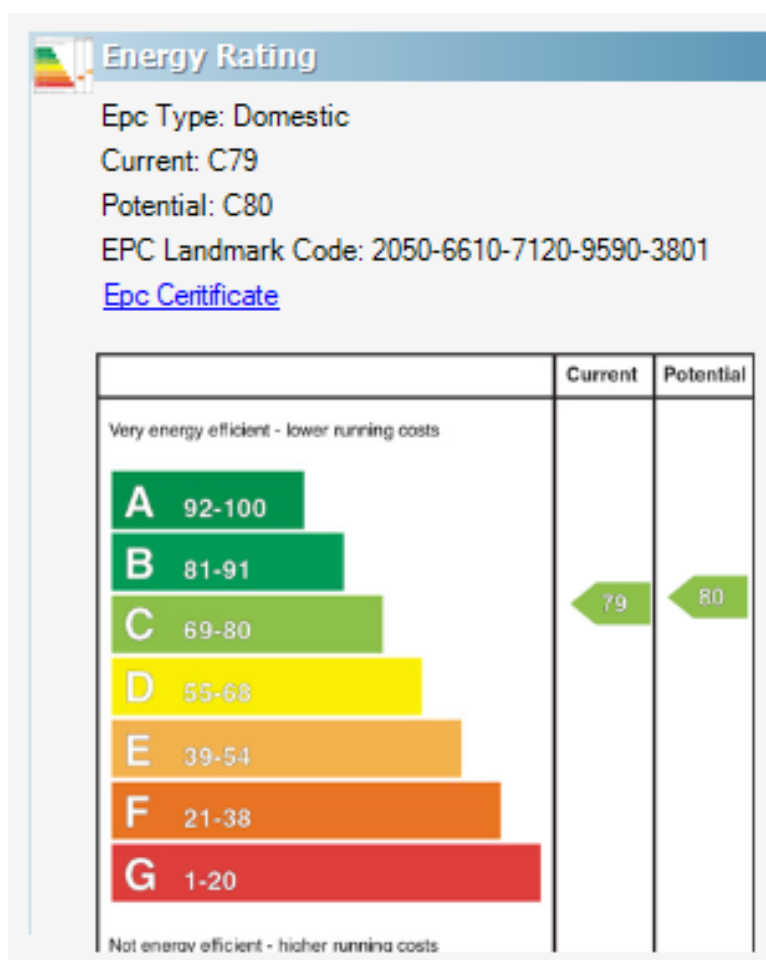 Energy Rating
Epc Type: Domestic
Current: C79
Potential: C80
EPC Landmark Code: 2050-6610-7120-9590-3801
Epc Ceritificate
Current Potential
Very energy efficient - lower running costs
A 92-100
B 81-91
C 69-80
79 80
D 55-68
E 39-54
F 21-38
G 1-20
Not energy efficient - higher running costs